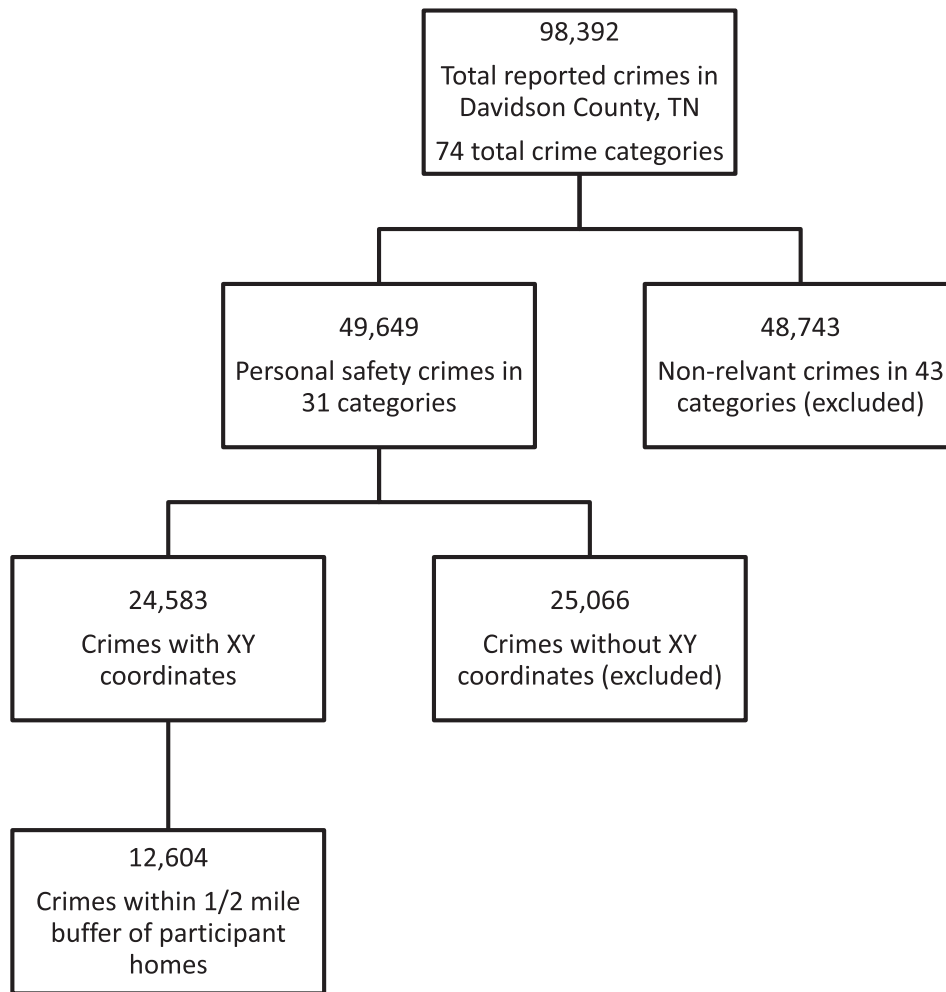 98,392
Total reported crimes in
Davidson County, TN
74 total crime categories
49,649
Personal safety crimes in
31 categories
48,743
Non-relvant crimes in 43
categories (excluded)
24,583
Crimes with XY
coordinates
25,066
Crimes without XY
coordinates (excluded)
12,604
Crimes within 1/2 mile
buffer of participant
homes